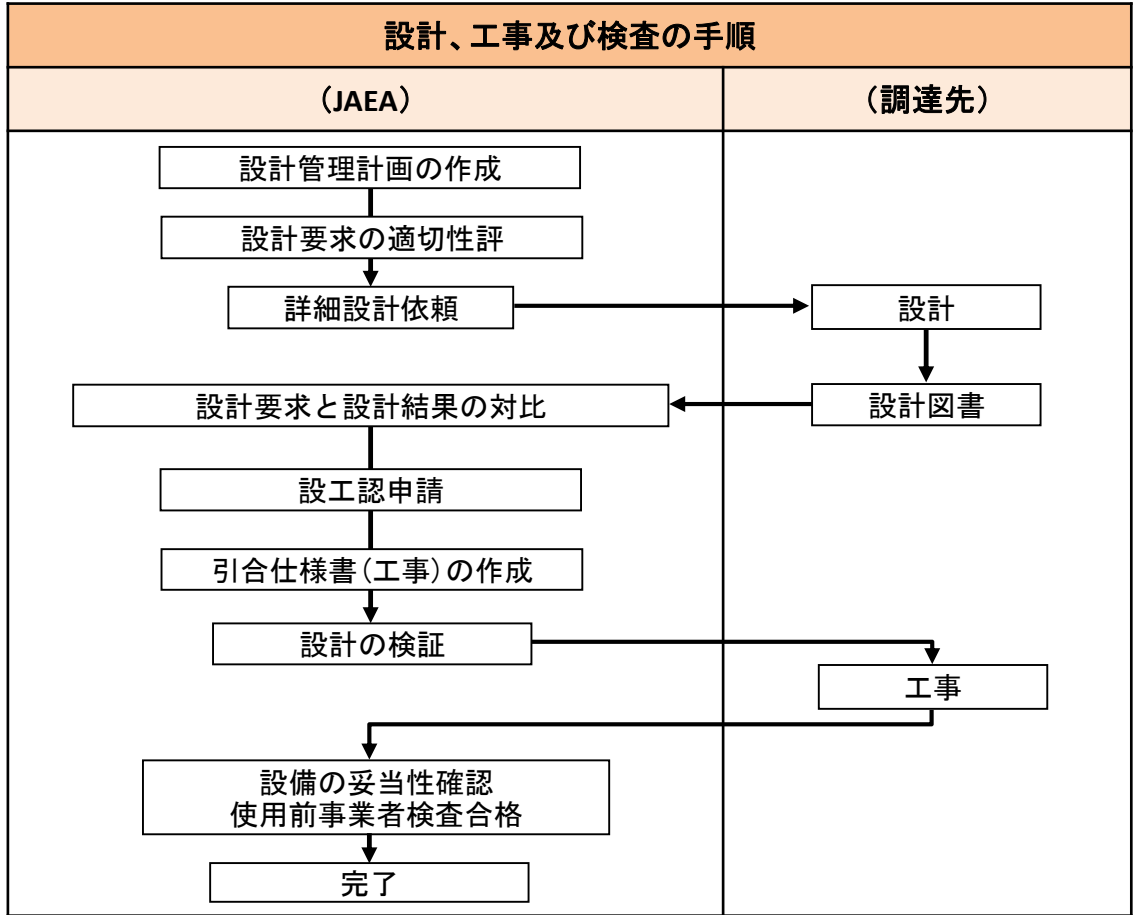 設計、工事及び検査の手順
（JAEA）
（調達先）
設計管理計画の作成
設計要求の適切性評
詳細設計依頼
設計
設計図書
設計要求と設計結果の対比
設工認申請
引合仕様書（工事）の作成
設計の検証
工事
設備の妥当性確認
使用前事業者検査合格
完了